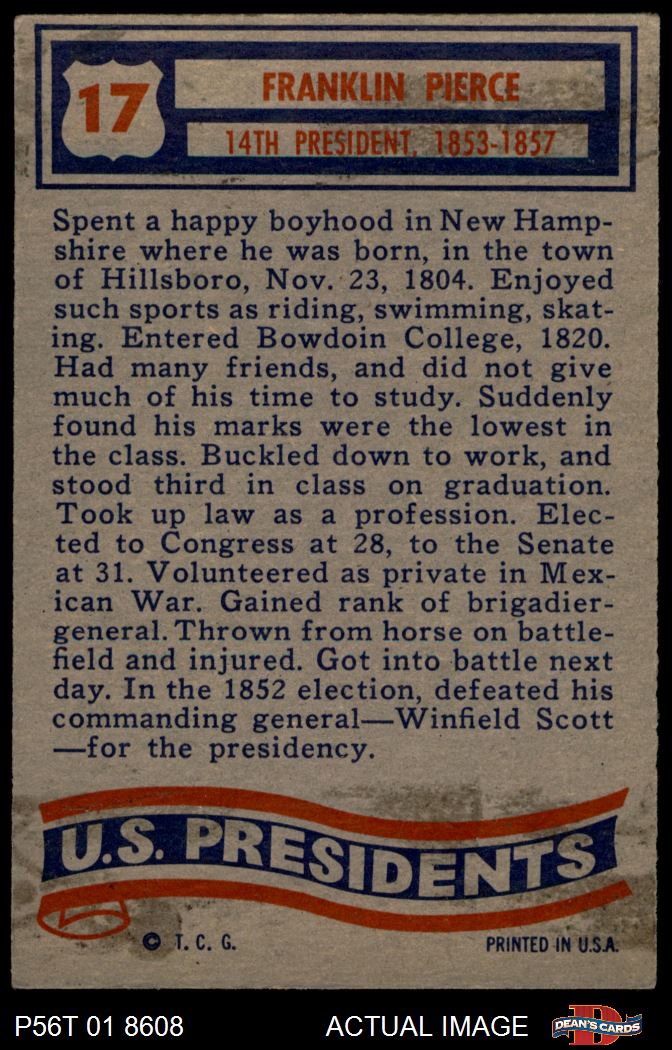 17
FRANKLIN PIERCE
14TH PRESIDENT, 1853-1857
Spent a happy boyhood in New Hamp-
shire where he was born, in the town
of Hillsboro, Nov. 23, 1804. Enjoyed
such sports as riding, swimming, skat-
ing. Entered Bowdoin College, 1820.
Had many friends, and did not give
much of his time to study. Suddenly
found his marks were the lowest in
the class. Buckled down to work, and
stood third in class on graduation.
Took up law as a profession. Elec-
ted to Congress at 28, to the Senate
at 31. Volunteered as private in Mex-
ican War. Gained rank of brigadier-
general. Thrown from horse on battle-
field and injured. Got into battle next
day. In the 1852 election, defeated his
commanding general—Winfield Scott
—for the presidency.
U.S. PRESIDENTS
© T. C. G.
PRINTED IN U.S.A.
P56T 01 8608
ACTUAL IMAGE
D
DEAN'S CARDS